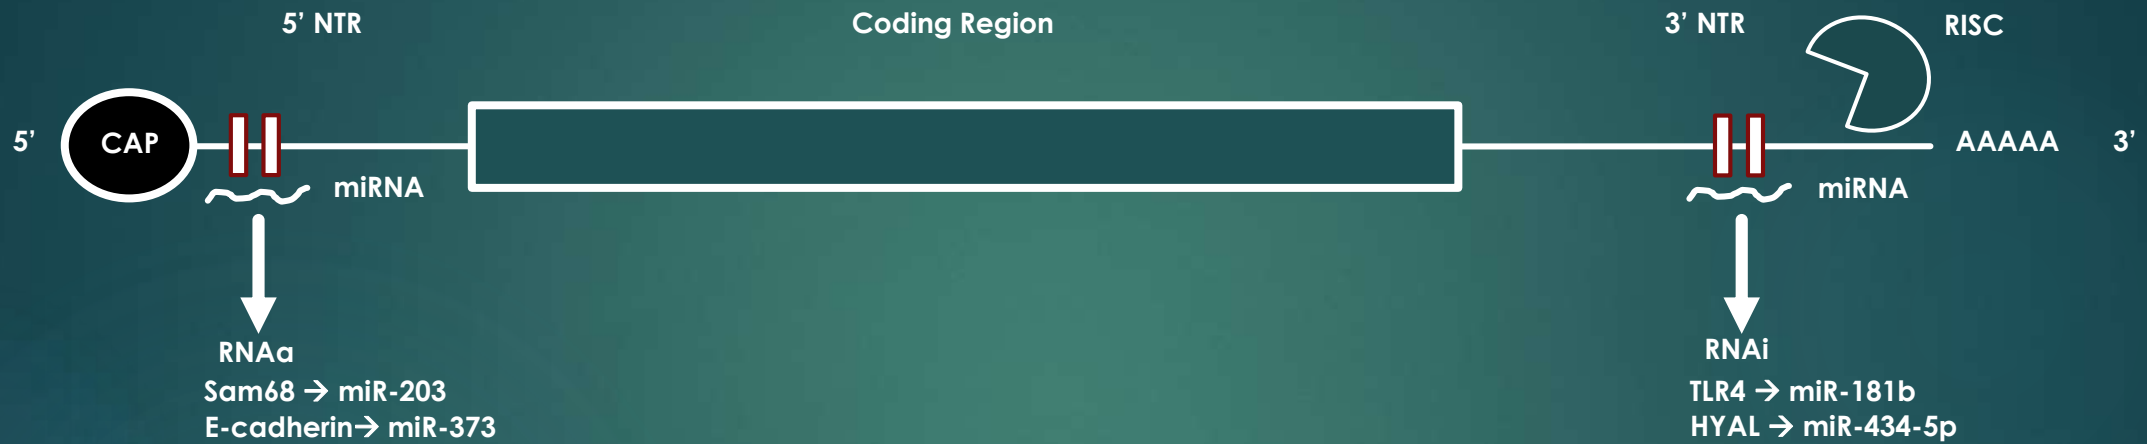 5’ NTR
Coding Region
3’ NTR
RISC
5’
CAP
AAAAA
3’
miRNA
miRNA
RNAa
Sam68 → miR-203
E-cadherin→ miR-373
RNAi
TLR4 → miR-181b
HYAL → miR-434-5p